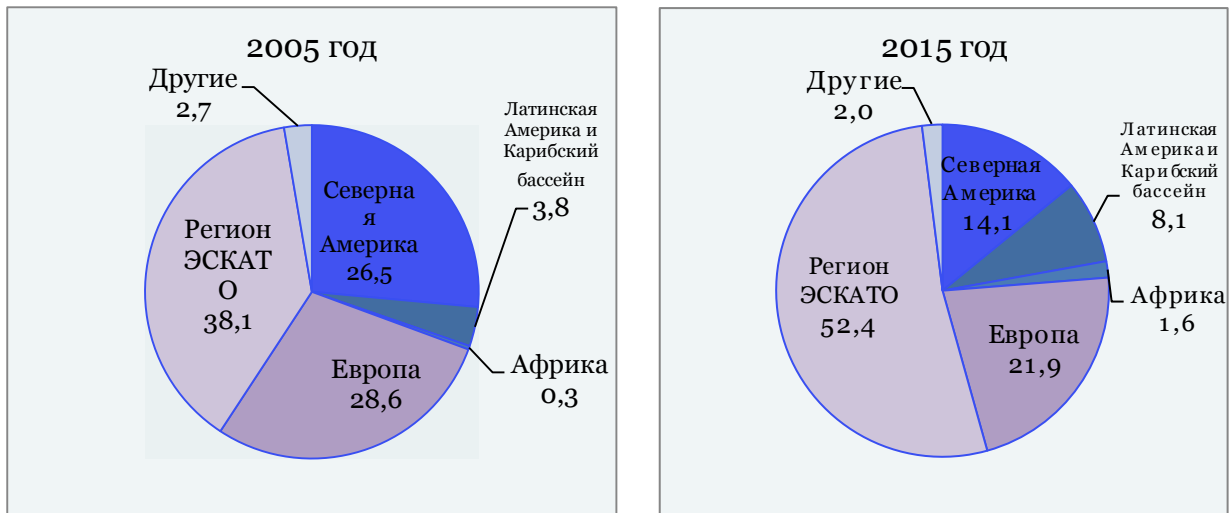 2005 год
Другие
2,7
Латинская
Америка и
Карибский
бассейн
3,8
Северна
я
Америка
26,5
Регион
ЭСКАТ
О
38,1
Европа
28,6
Африка
0,3
2015 год
Другие
2,0
Латинская
Америка и
Карибский
бассейн
8,1
Северная
Америка
14,1
Регион
ЭСКАТО
52,4
Африка
1,6
Европа
21,9